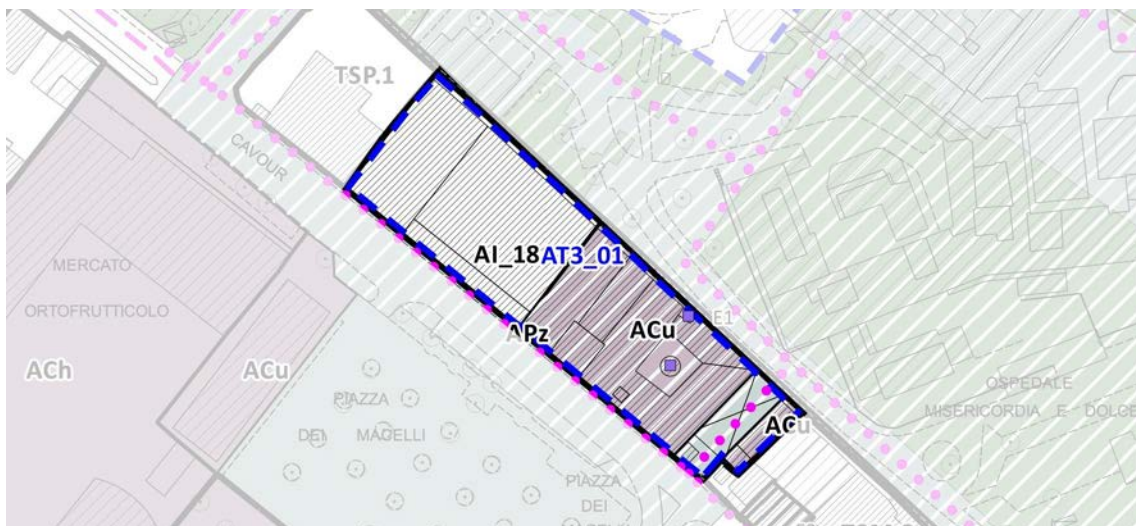 TSP.1
CAVOUR
AI_18
AT3_01
MERCATO
ORTOFRUTTICOLO
ACh
ACu
APz
ACu
E1
PIAZZA
DEI MACELLI
PIAZZA
DEI
OSPEDALE
MISERICORDIA E DOLCE
ACu